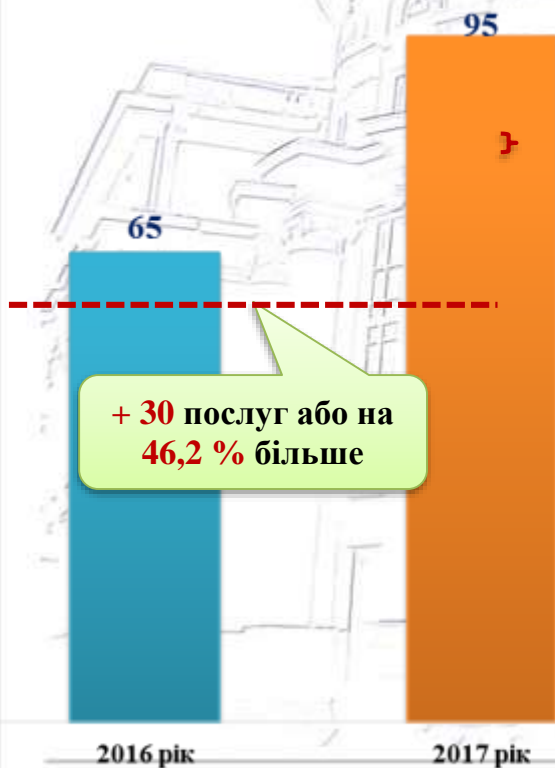 95
65
+ 30 послуг або на
46,2 % більше
2016 рік
2017 рік